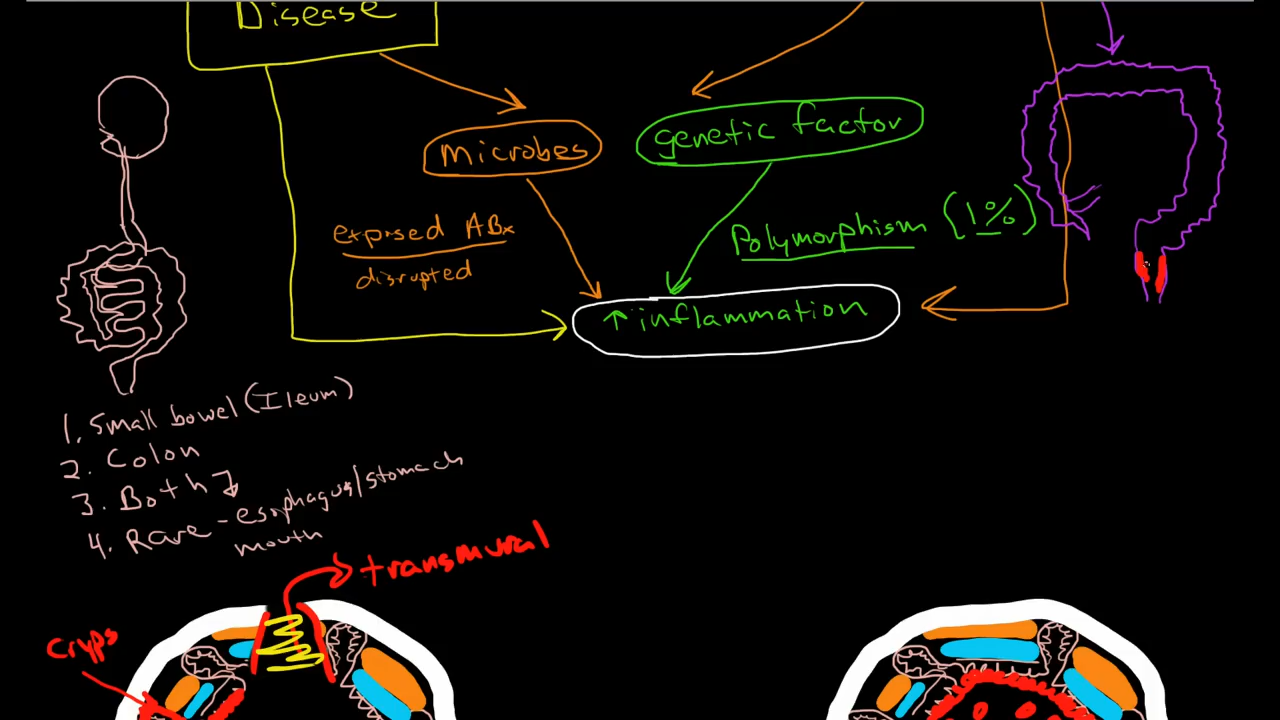 Disease
microbes
genetic factor
exposed ABx
disrupted
Polymorphism (1%)
↑ inflammation
1. Small bowel (Ileum)
2. Colon
3. Both
4. Rare - esophagus/stomach
mouth
transmural
Cryps